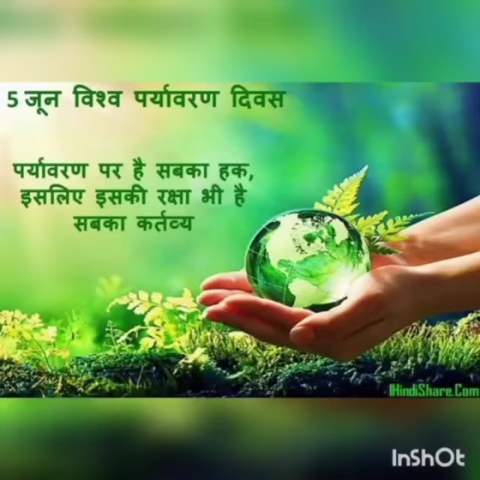 5 जून विश्व पर्यावरण दिवस
पर्यावरण पर है सबका हक,
इसलिए इसकी रक्षा भी है
सबका कर्तव्य
HindiShare.Com
InShOt